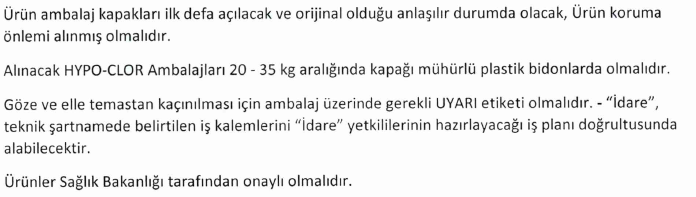 Ürün ambalaj kapakları ilk defa açılacak ve orijinal olduğu anlaşılır durumda olacak, Ürün koruma
önlemi alınmış olmalıdır.
Alınacak HYPO-CLOR Ambalajları 20 - 35 kg aralığında kapağı mühürlü plastik bidonlarda olmalıdır.
Göze ve elle temastan kaçınılması için ambalaj üzerinde gerekli UYARI etiketi olmalıdır. - “İdare”,
teknik şartnamede belirtilen iş kalemlerini “İdare” yetkililerinin hazırlayacağı iş planı doğrultusunda
alabilecektir.
Ürünler Sağlık Bakanlığı tarafından onaylı olmalıdır.